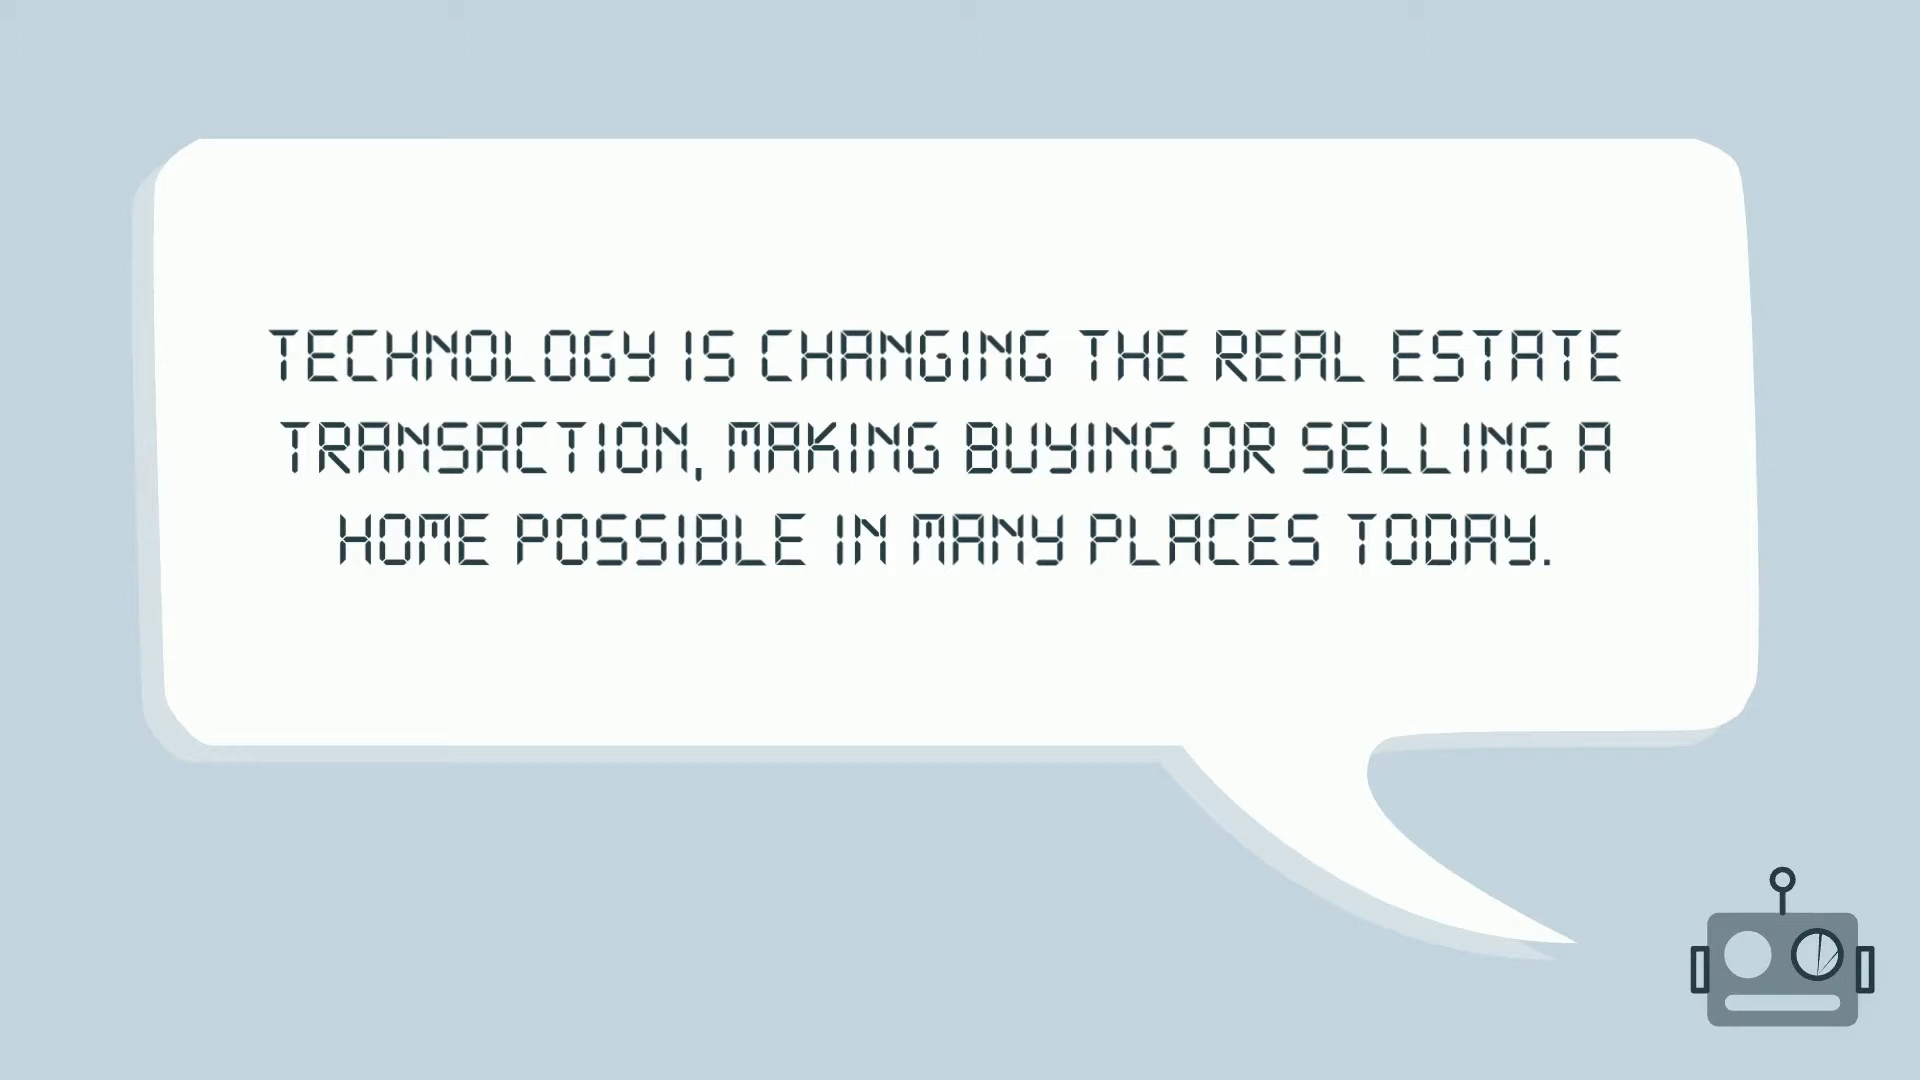 TECHNOLOGY IS CHANGING THE REAL ESTATE
TRANSACTION, MAKING BUYING OR SELLING A
HOME POSSIBLE IN MANY PLACES TODAY.